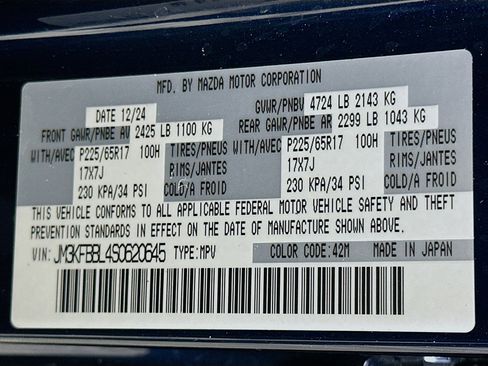 MFD. BY MAZDA MOTOR CORPORATION
DATE 12/24 GVWR/PNBV 4724 LB 2143 KG
FRONT GAWR/PNBE AV 2425 LB 1100 KG REAR GAWR/PNBE AR 2299 LB 1043 KG
WITH/AVEC P225/65R17 100H TIRES/PNEUS WITH/AVEC P225/65R17 100H TIRES/PNEUS
17X7J RIMS/JANTES 17X7J RIMS/JANTES
230 KPA/34 PSI COLD/A FROID 230 KPA/34 PSI COLD/A FROID
THIS VEHICLE CONFORMS TO ALL APPLICABLE FEDERAL MOTOR VEHICLE SAFETY AND THEFT
PREVENTION STANDARDS IN EFFECT ON THE DATE OF MANUFACTURE SHOWN ABOVE.
VIN: JM3KFBBL4S0620645 TYPE:MPV COLOR CODE:42M MADE IN JAPAN